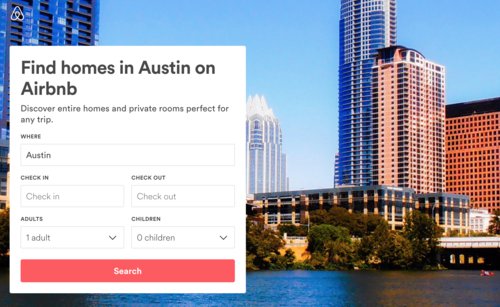 Find homes in Austin on
Airbnb
Discover entire homes and private rooms perfect for
any trip.
WHERE
Austin
CHECK IN
CHECK OUT
Check in
Check out
ADULTS
CHILDREN
1 adult
0 children
Search